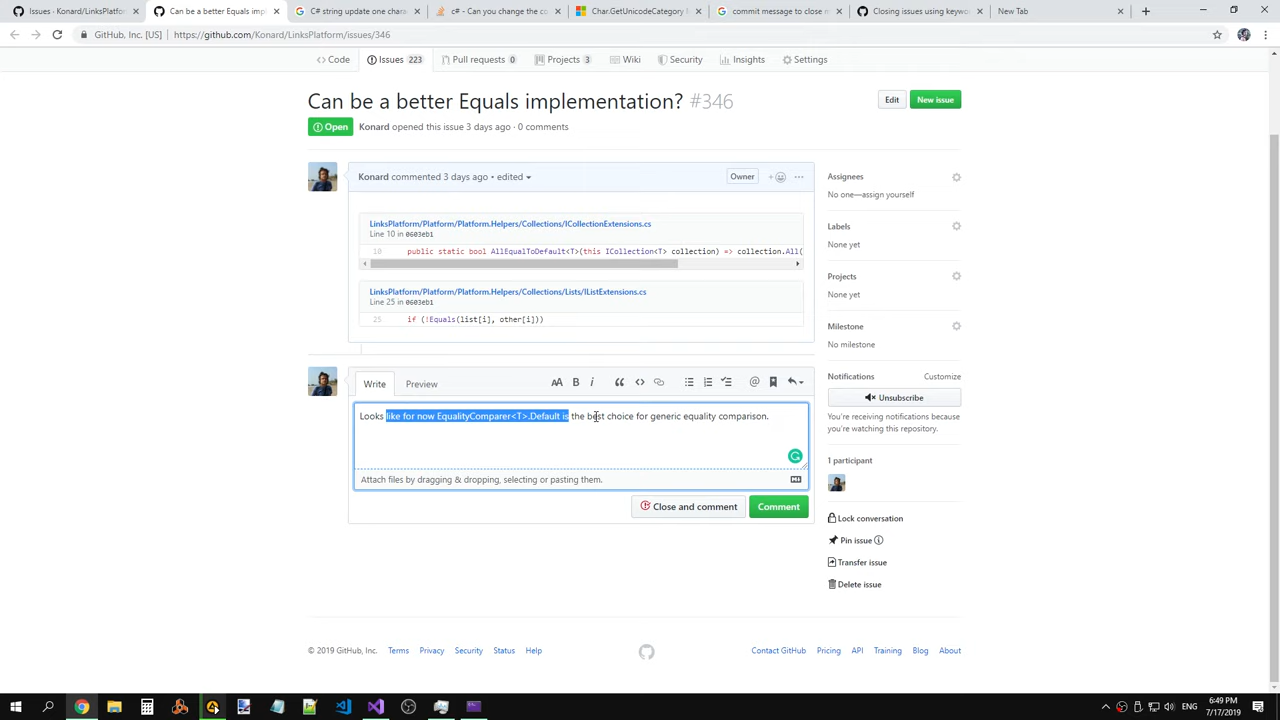 Issues · Konard/LinksPlatform
Can be a better Equals implemen
C# string update one charac
c# - Can you change the co
Char.GetUnicodeCategory M
commit message to close m
Closing issues using keyw
New Tab
GitHub, Inc. [US] | https://github.com/Konard/LinksPlatform/issues/346
Code
Issues 223
Pull requests 0
Projects 3
Wiki
Security
Insights
Settings
Can be a better Equals implementation? #346
Edit
New issue
Open
Konard opened this issue 3 days ago · 0 comments
Konard commented 3 days ago • edited
Owner
LinksPlatform/Platform/Platform.Helpers/Collections/ICollectionExtensions.cs
Line 10 in 0603eb1
10 public static bool AllEqualToDefault<T>(this ICollection<T> collection) => collection.All(
LinksPlatform/Platform/Platform.Helpers/Collections/Lists/IListExtensions.cs
Line 25 in 0603eb1
25 if (!Equals(list[i], other[i]))
Write
Preview
Looks like for now EqualityComparer<T>.Default is the best choice for generic equality comparison.
Attach files by dragging & dropping, selecting or pasting them.
Close and comment
Comment
Assignees
No one—assign yourself
Labels
None yet
Projects
None yet
Milestone
No milestone
Notifications
Customize
Unsubscribe
You're receiving notifications because
you're watching this repository.
1 participant
Lock conversation
Pin issue
Transfer issue
Delete issue
© 2019 GitHub, Inc.
Terms
Privacy
Security
Status
Help
Contact GitHub
Pricing
API
Training
Blog
About
ENG
6:49 PM
7/17/2019